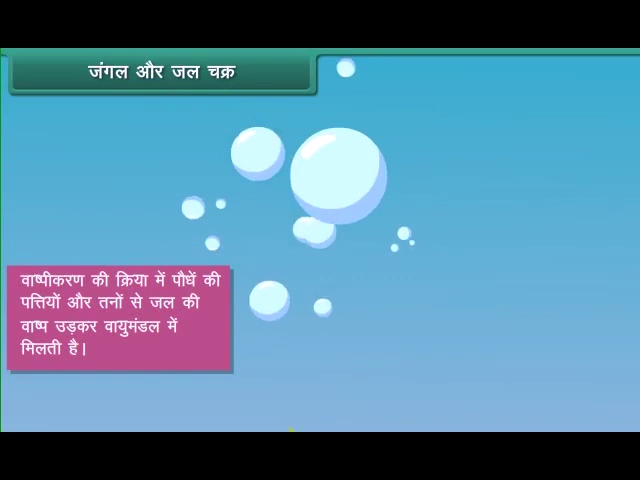 जंगल और जल चक्र
वाष्पीकरण की क्रिया में पौधें की
पत्तियों और तनों से जल की
वाष्प उड़कर वायुमंडल में
मिलती है।